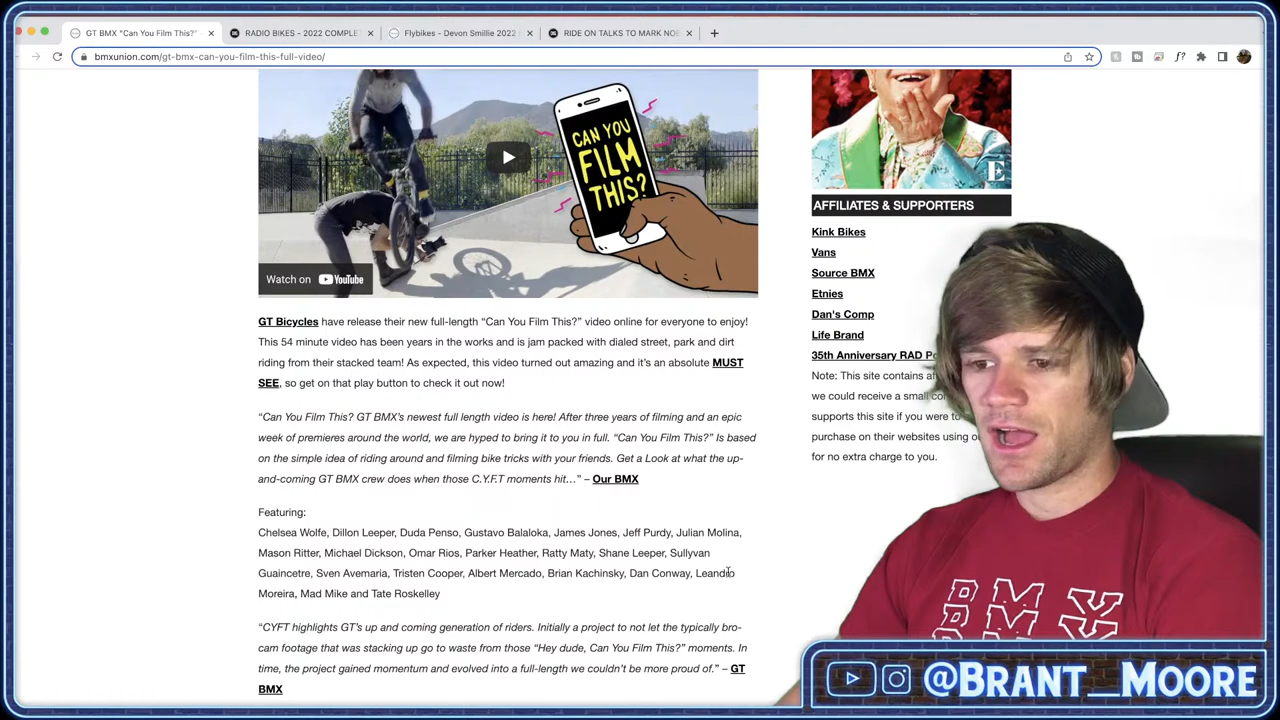 GT BMX "Can You Film This?"
RADIO BIKES – 2022 COMPLET
Flybikes - Devon Smillie 2022
RIDE ON TALKS TO MARK NOB
bmxunion.com/gt-bmx-can-you-film-this-full-video/
CAN YOU
FILM
THIS?
Watch on YouTube
E
AFFILIATES & SUPPORTERS
Kink Bikes
Vans
Source BMX
Etnies
Dan's Comp
Life Brand
35th Anniversary RAD
Note: This site contains
we could receive a small
supports this site if you were to
purchase on their websites using
for no extra charge to you.
GT Bicycles have release their new full-length “Can You Film This?” video online for everyone to enjoy!
This 54 minute video has been years in the works and is jam packed with dialed street, park and dirt
riding from their stacked team! As expected, this video turned out amazing and it’s an absolute MUST
SEE, so get on that play button to check it out now!
“Can You Film This? GT BMX’s newest full length video is here! After three years of filming and an epic
week of premieres around the world, we are hyped to bring it to you in full. “Can You Film This?” Is based
on the simple idea of riding around and filming bike tricks with your friends. Get a Look at what the up-
and-coming GT BMX crew does when those C.Y.F.T moments hit…” – Our BMX
Featuring:
Chelsea Wolfe, Dillon Leeper, Duda Penso, Gustavo Balaloka, James Jones, Jeff Purdy, Julian Molina,
Mason Ritter, Michael Dickson, Omar Rios, Parker Heather, Ratty Maty, Shane Leeper, Sullyvan
Guaincetre, Sven Avemaria, Tristen Cooper, Albert Mercado, Brian Kachinsky, Dan Conway, Leandro
Moreira, Mad Mike and Tate Roskelley
“CYFT highlights GT’s up and coming generation of riders. Initially a project to not let the typically bro-
cam footage that was stacking up go to waste from those “Hey dude, Can You Film This?” moments. In
time, the project gained momentum and evolved into a full-length we couldn’t be more proud of.” – GT
BMX
BMX
@BRANT_MOORE